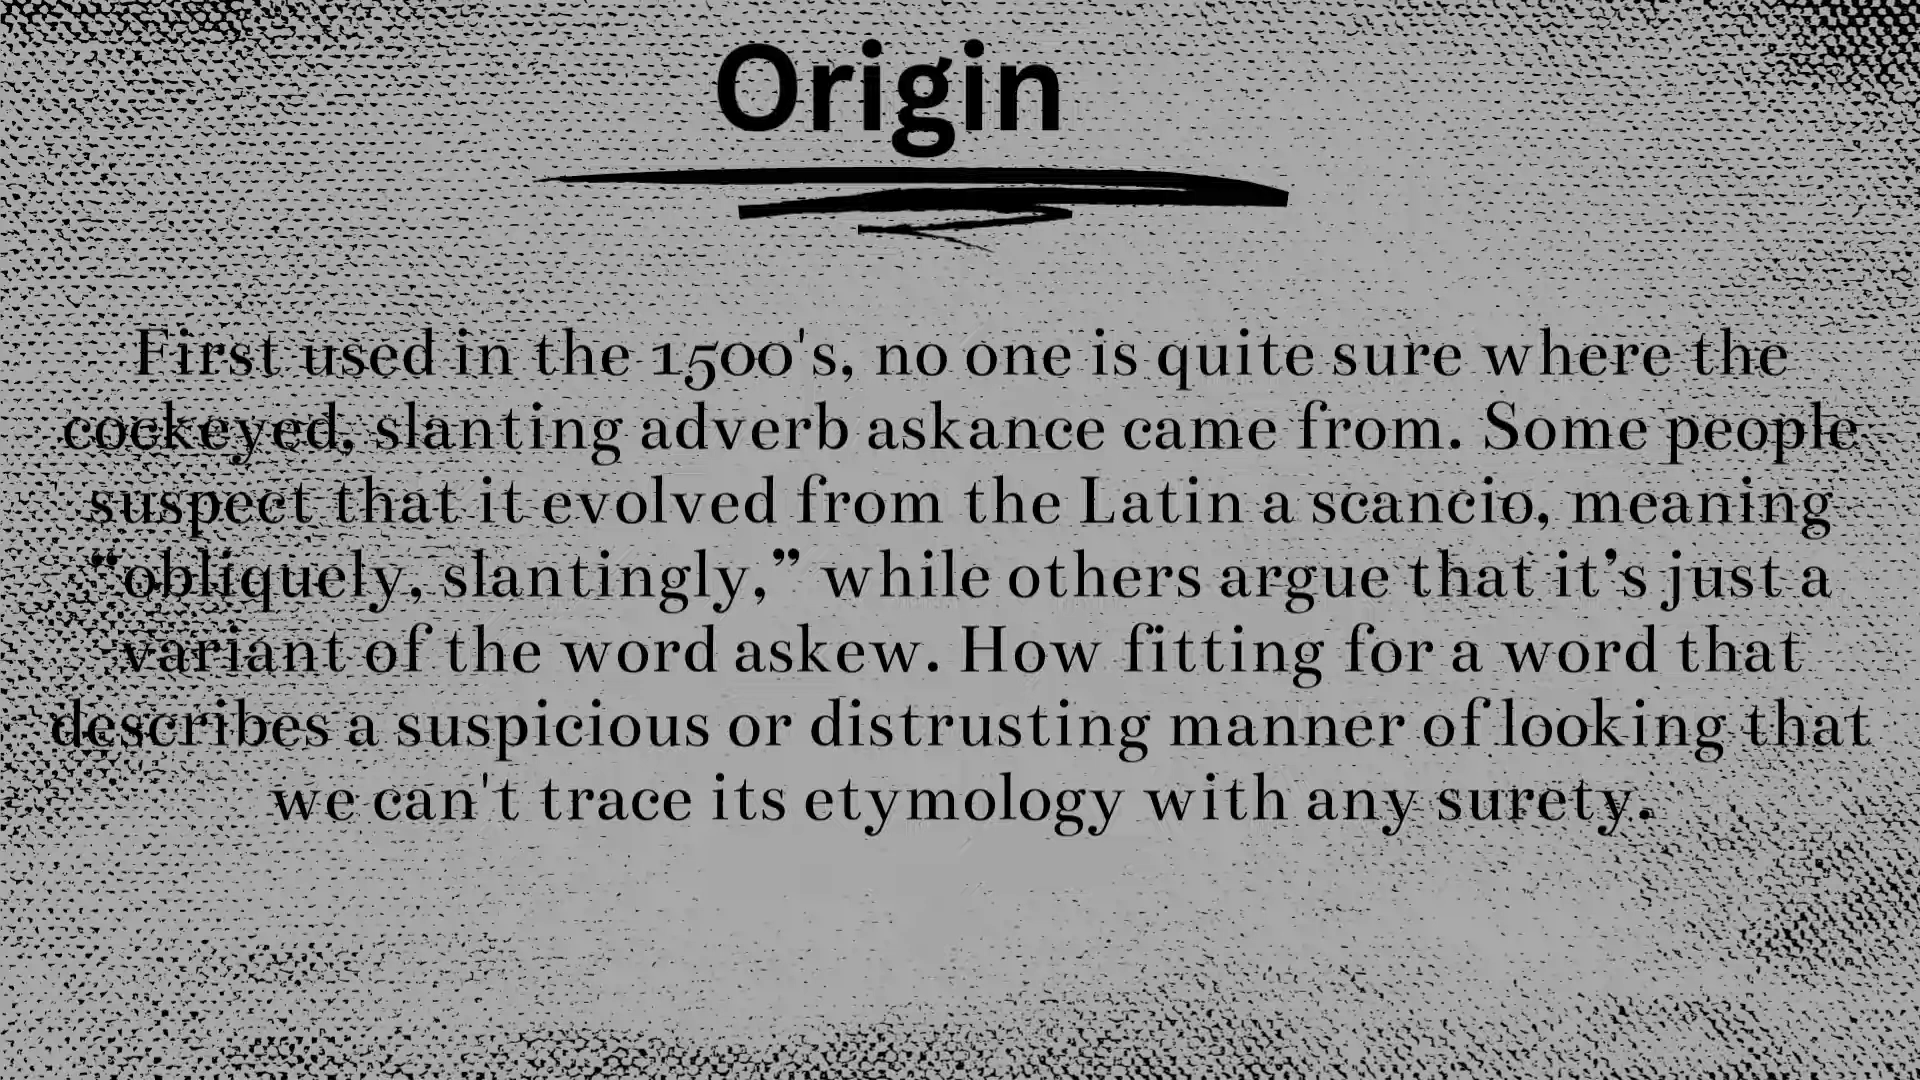 Origin
First used in the 1500's, no one is quite sure where the
cockeyed, slanting adverb askance came from. Some people
suspect that it evolved from the Latin a scancio, meaning
“obliquely, slantingly,” while others argue that it’s just a
variant of the word askew. How fitting for a word that
describes a suspicious or distrusting manner of looking that
we can't trace its etymology with any surety.